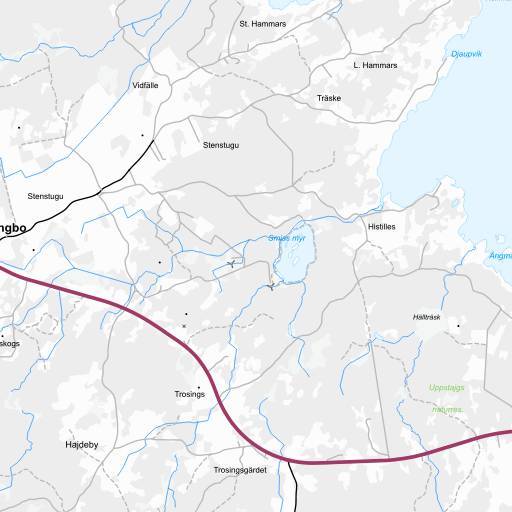 St. Hammars
Djaupvik
L. Hammars
Vidfälle
Träske
Stenstugu
Stenstugu
ngbo
Histilles
Smiss myr
Ängma
Hällträsk
skogs
Uppstaigs
naturres.
Trosings
Hajdeby
Trosingsgärdet